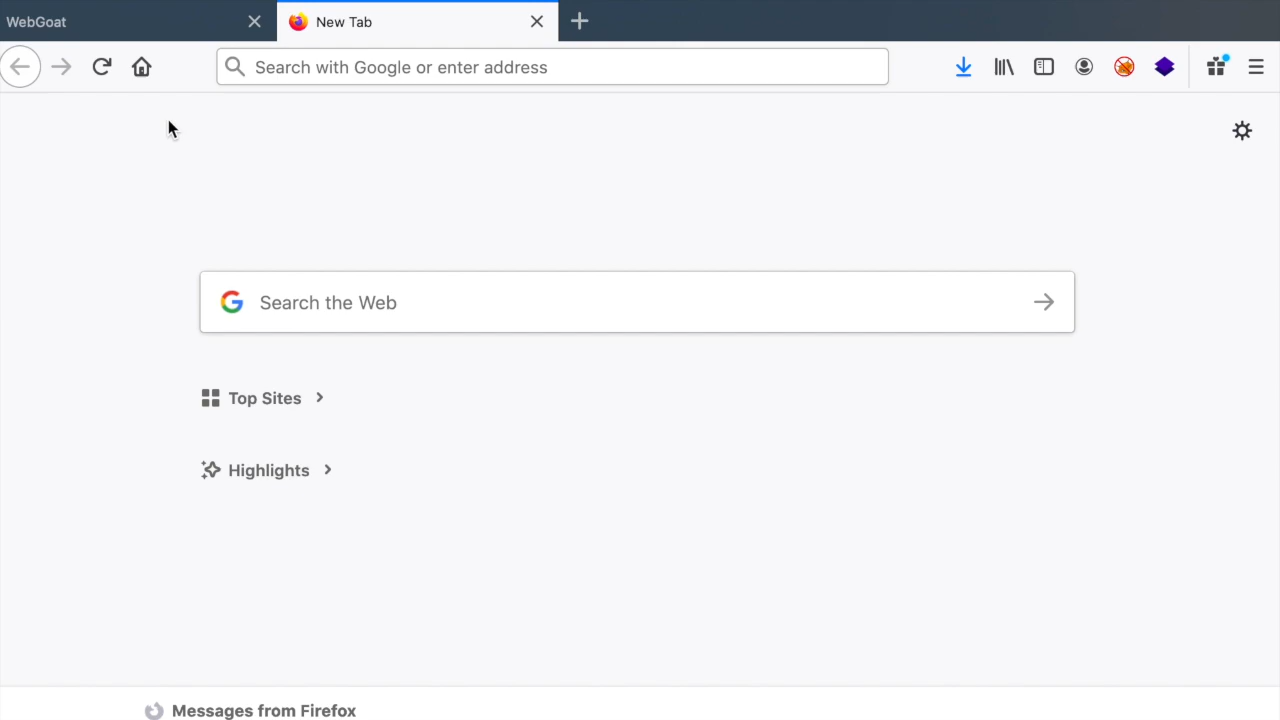 WebGoat
New Tab
Search with Google or enter address
Search the Web
Top Sites
Highlights
Messages from Firefox